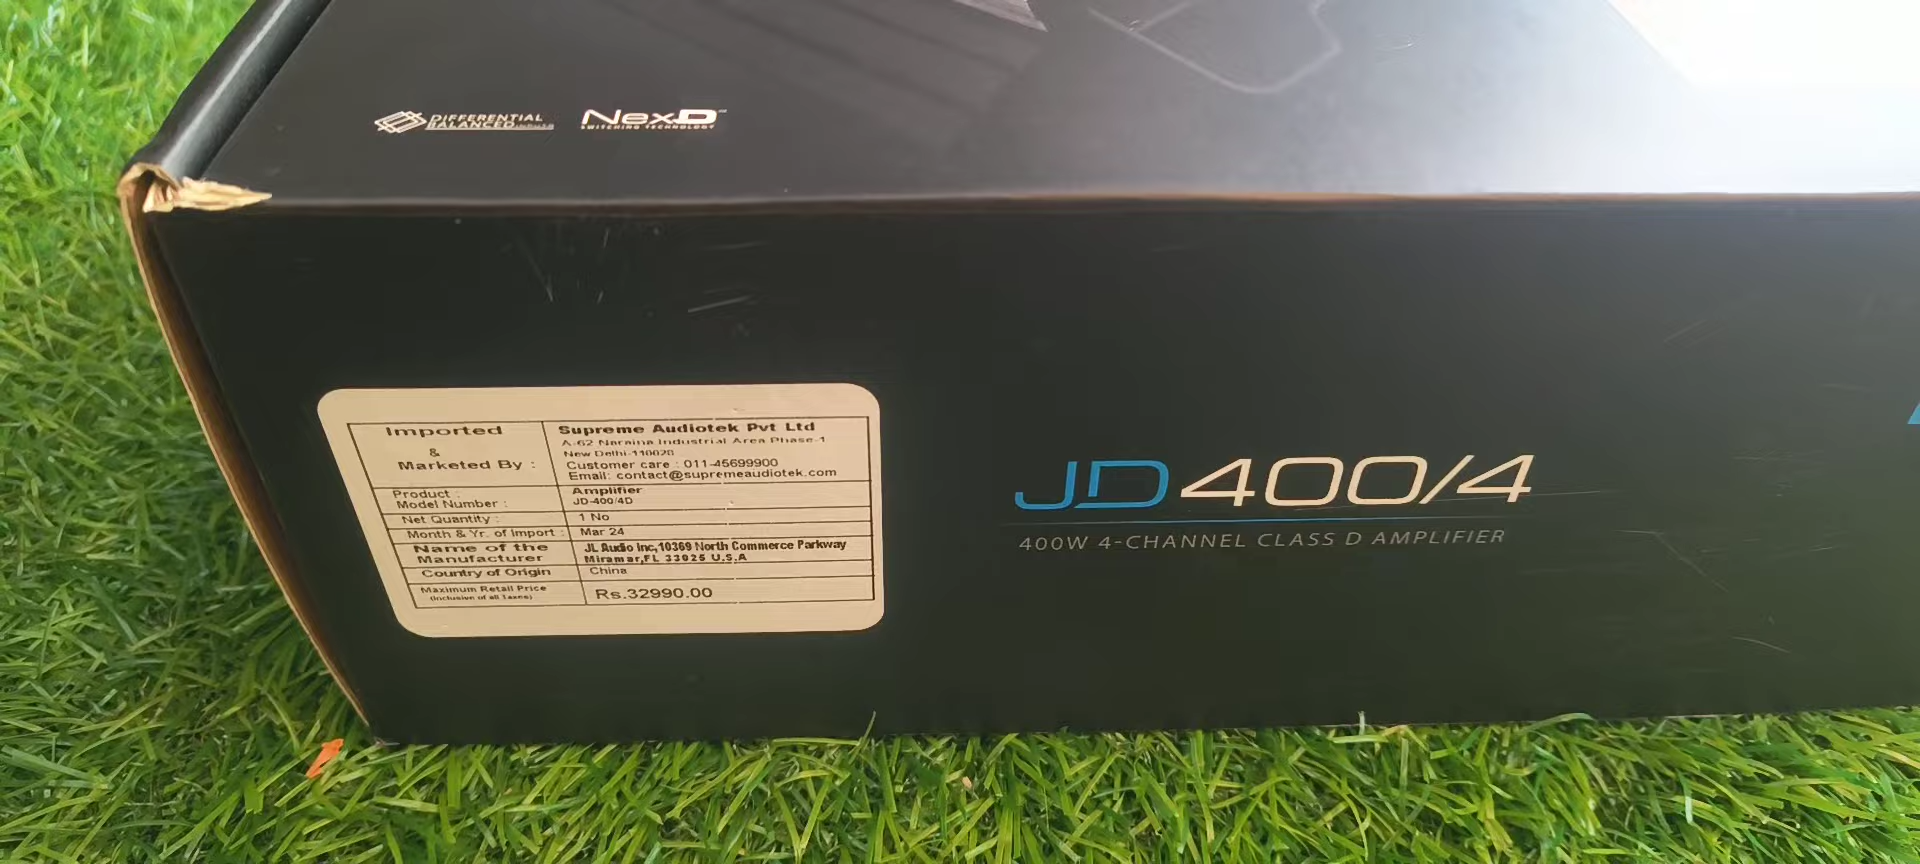 DIFFERENTIAL
BALANCED INPUTS
NexD™
SWITCHING TECHNOLOGY
Imported
&
Marketed By :
Supreme Audiotek Pvt Ltd
A-62 Naraina Industrial Area Phase-1
New Delhi-110028
Customer care : 011-45699900
Email: contact@supremeaudiotek.com
Product : Amplifier
Model Number : JD-400/4D
Net Quantity : 1 No
Month & Yr. of Import : Mar 24
Name of the
Manufacturer
JL Audio Inc,10369 North Commerce Parkway
Miramar,FL 33025 U.S.A
Country of Origin China
Maximum Retail Price
(Inclusive of all Taxes)
Rs.32990.00
JD400/4
400W 4-CHANNEL CLASS D AMPLIFIER